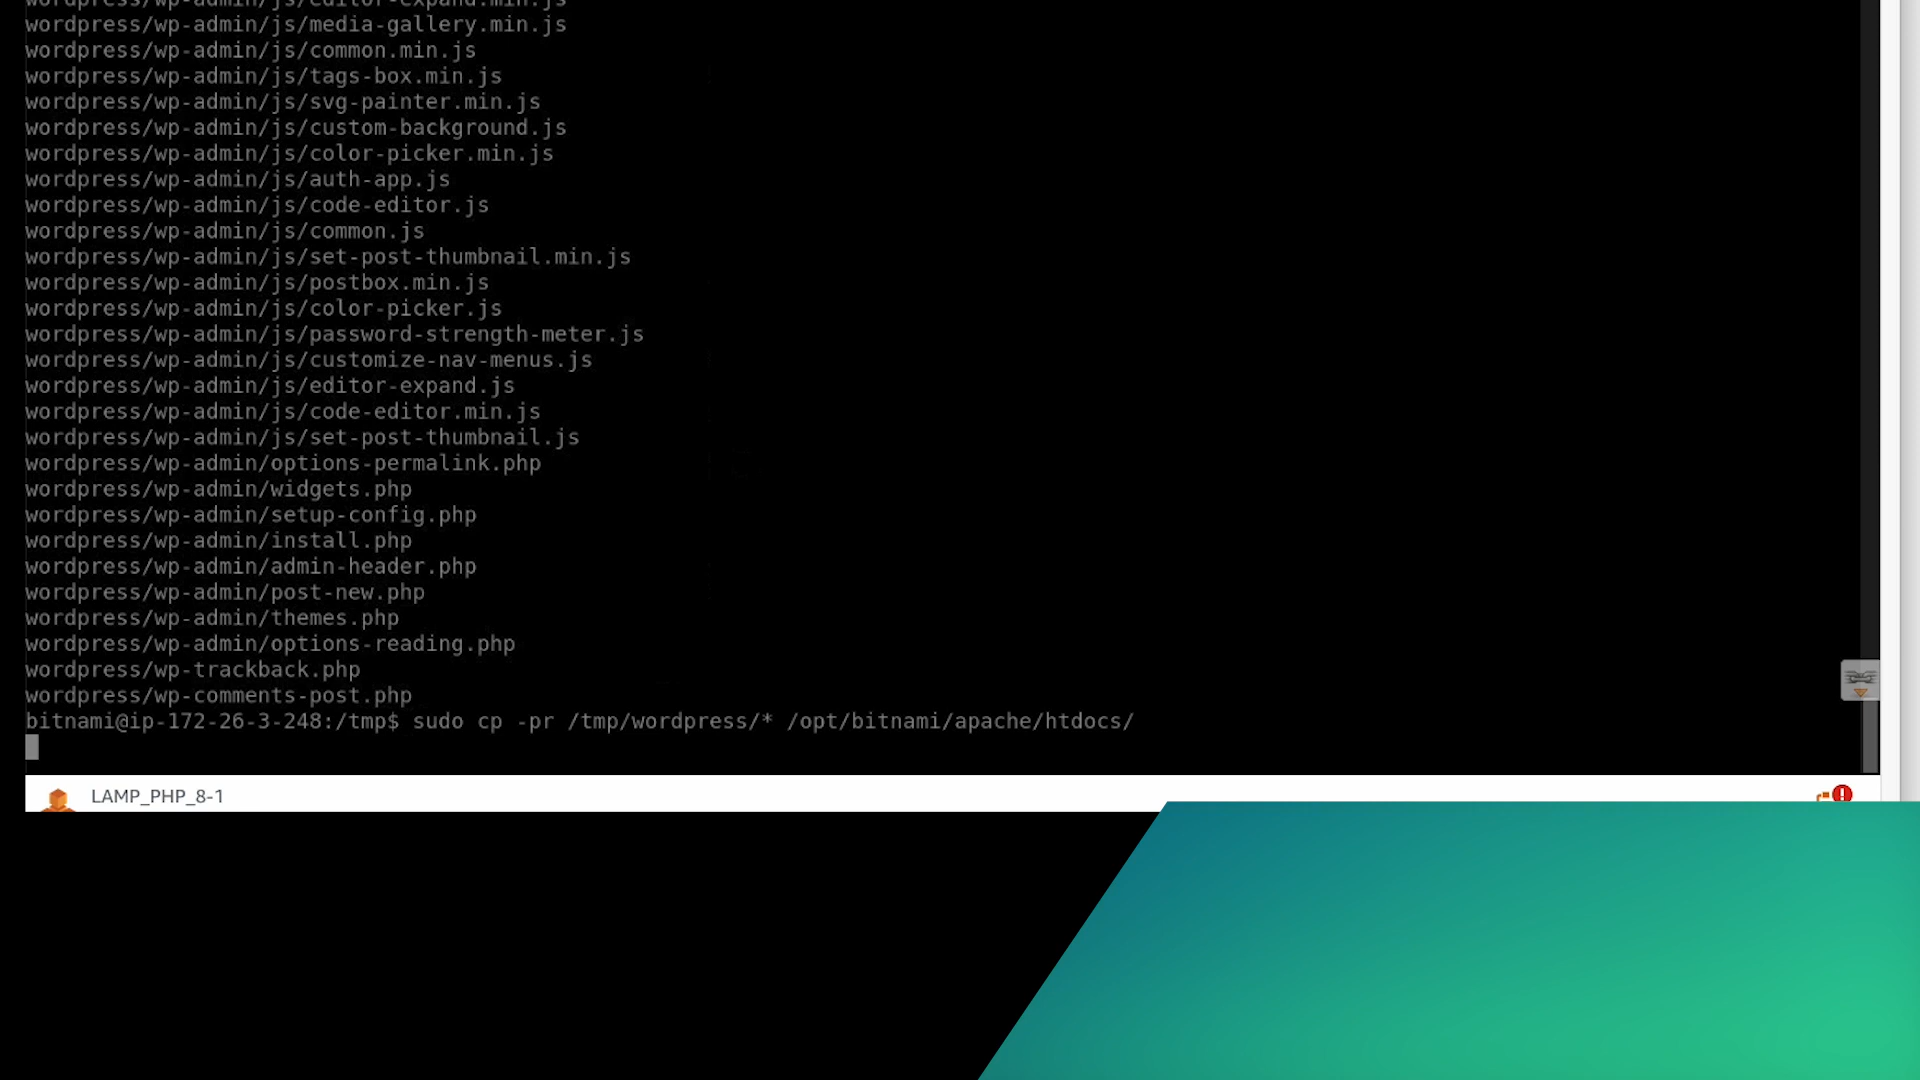 wordpress/wp-admin/js/editor-expand.min.js
wordpress/wp-admin/js/media-gallery.min.js
wordpress/wp-admin/js/common.min.js
wordpress/wp-admin/js/tags-box.min.js
wordpress/wp-admin/js/svg-painter.min.js
wordpress/wp-admin/js/custom-background.js
wordpress/wp-admin/js/color-picker.min.js
wordpress/wp-admin/js/auth-app.js
wordpress/wp-admin/js/code-editor.js
wordpress/wp-admin/js/common.js
wordpress/wp-admin/js/set-post-thumbnail.min.js
wordpress/wp-admin/js/postbox.min.js
wordpress/wp-admin/js/color-picker.js
wordpress/wp-admin/js/password-strength-meter.js
wordpress/wp-admin/js/customize-nav-menus.js
wordpress/wp-admin/js/editor-expand.js
wordpress/wp-admin/js/code-editor.min.js
wordpress/wp-admin/js/set-post-thumbnail.js
wordpress/wp-admin/options-permalink.php
wordpress/wp-admin/widgets.php
wordpress/wp-admin/setup-config.php
wordpress/wp-admin/install.php
wordpress/wp-admin/admin-header.php
wordpress/wp-admin/post-new.php
wordpress/wp-admin/themes.php
wordpress/wp-admin/options-reading.php
wordpress/wp-trackback.php
wordpress/wp-comments-post.php
bitnami@ip-172-26-3-248:/tmp$ sudo cp -pr /tmp/wordpress/* /opt/bitnami/apache/htdocs/
LAMP_PHP_8-1